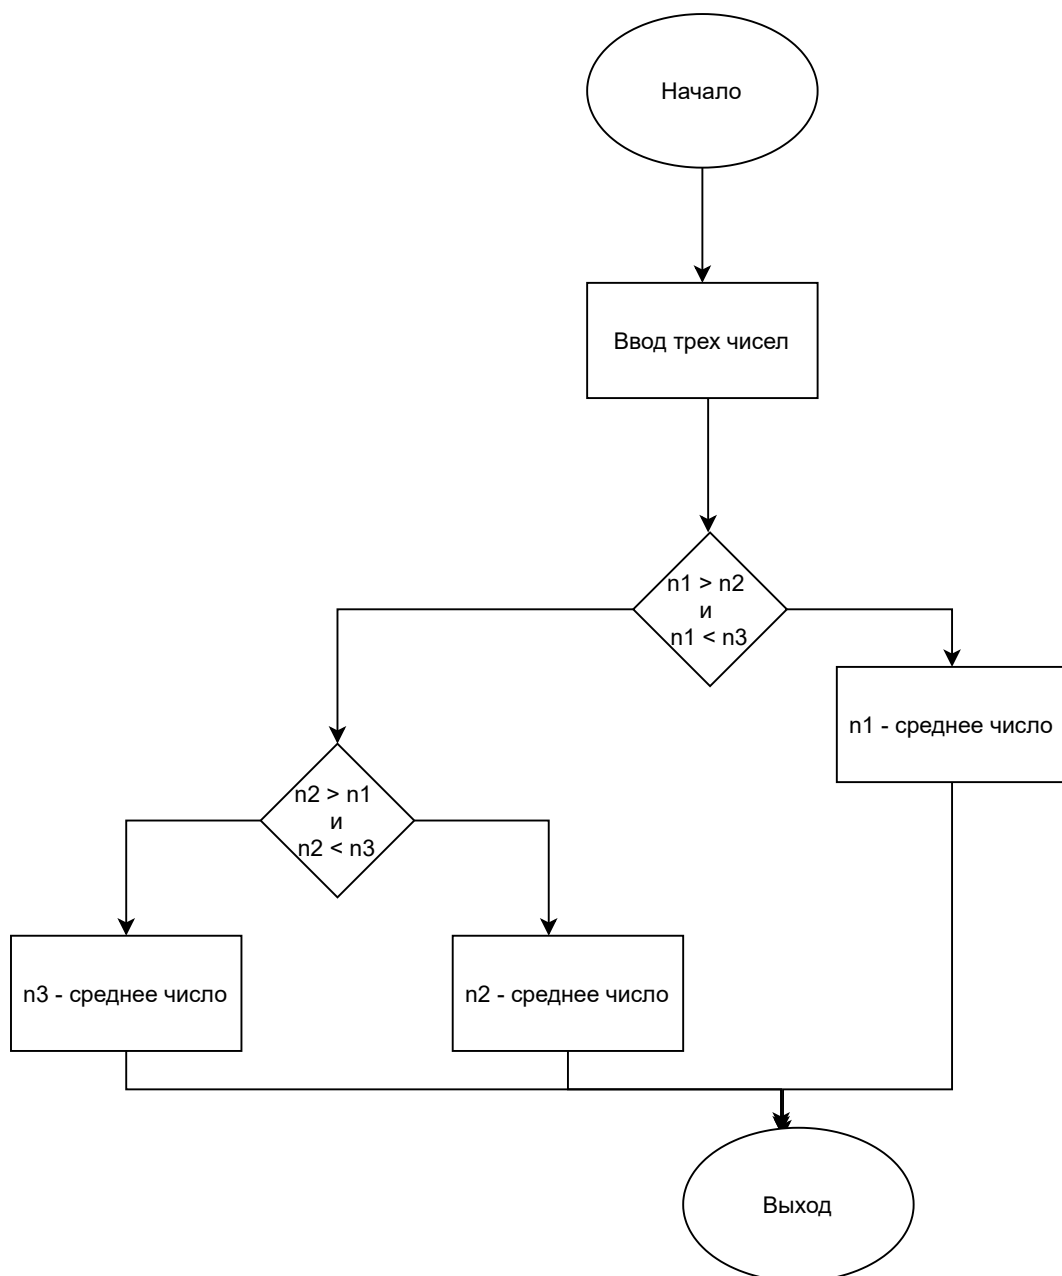 Начало
Ввод трех чисел
n1 > n2
и
n1 < n3
n1 - среднее число
n2 > n1
и
n2 < n3
n3 - среднее число
n2 - среднее число
Выход